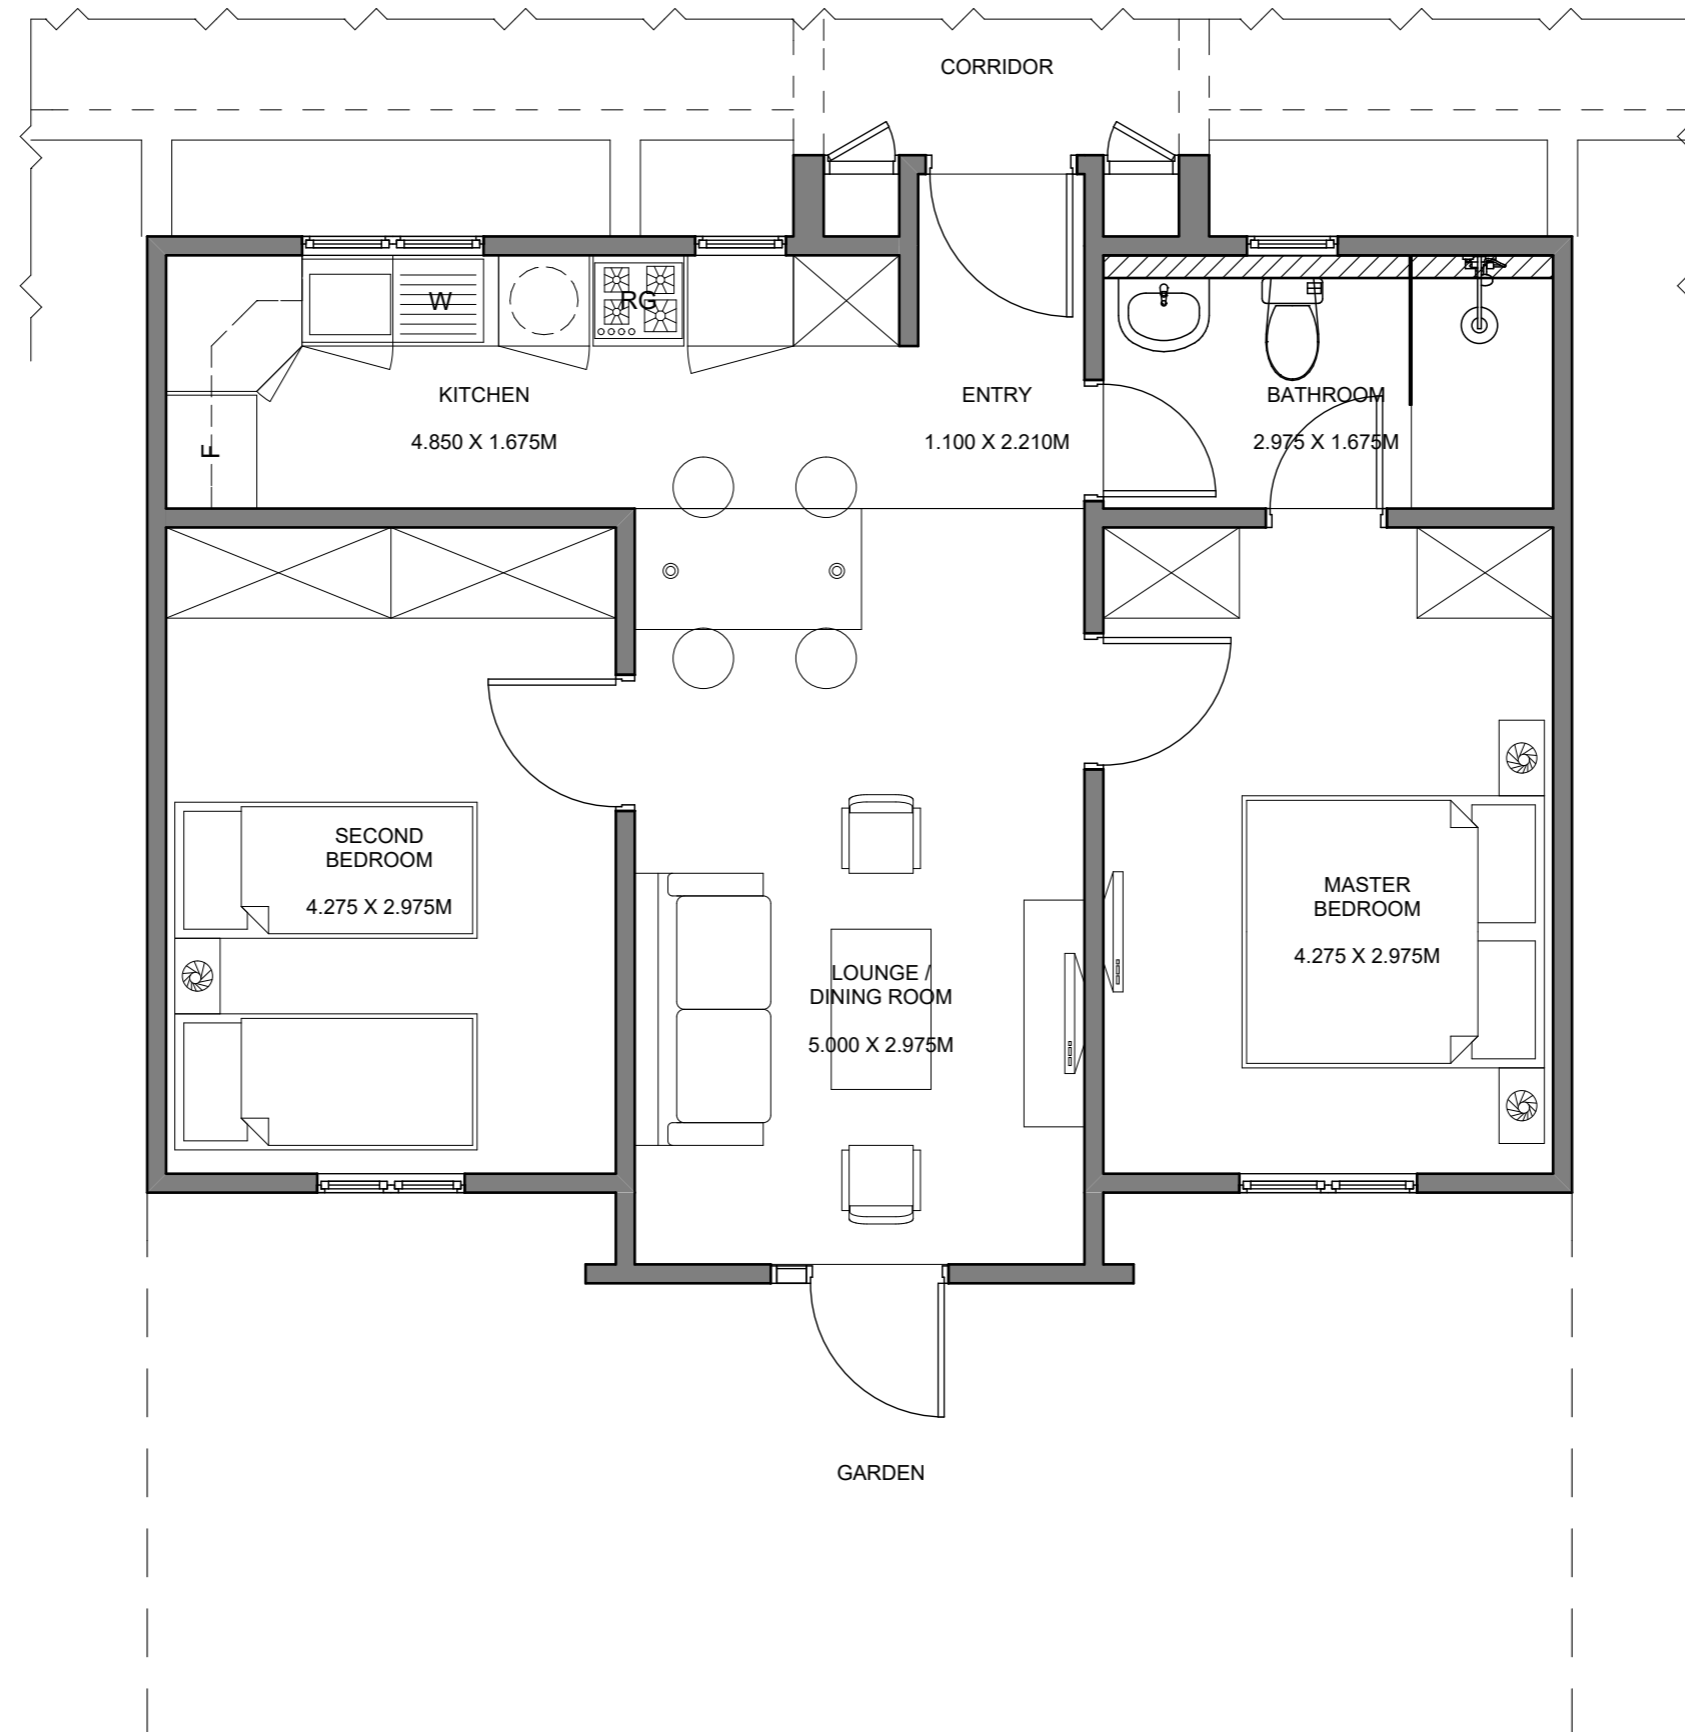 CORRIDOR
W
RG
KITCHEN
4.850 X 1.675M
ENTRY
1.100 X 2.210M
BATHROOM
2.975 X 1.675M
F
SECOND
BEDROOM
4.275 X 2.975M
MASTER
BEDROOM
4.275 X 2.975M
LOUNGE /
DINING ROOM
5.000 X 2.975M
GARDEN